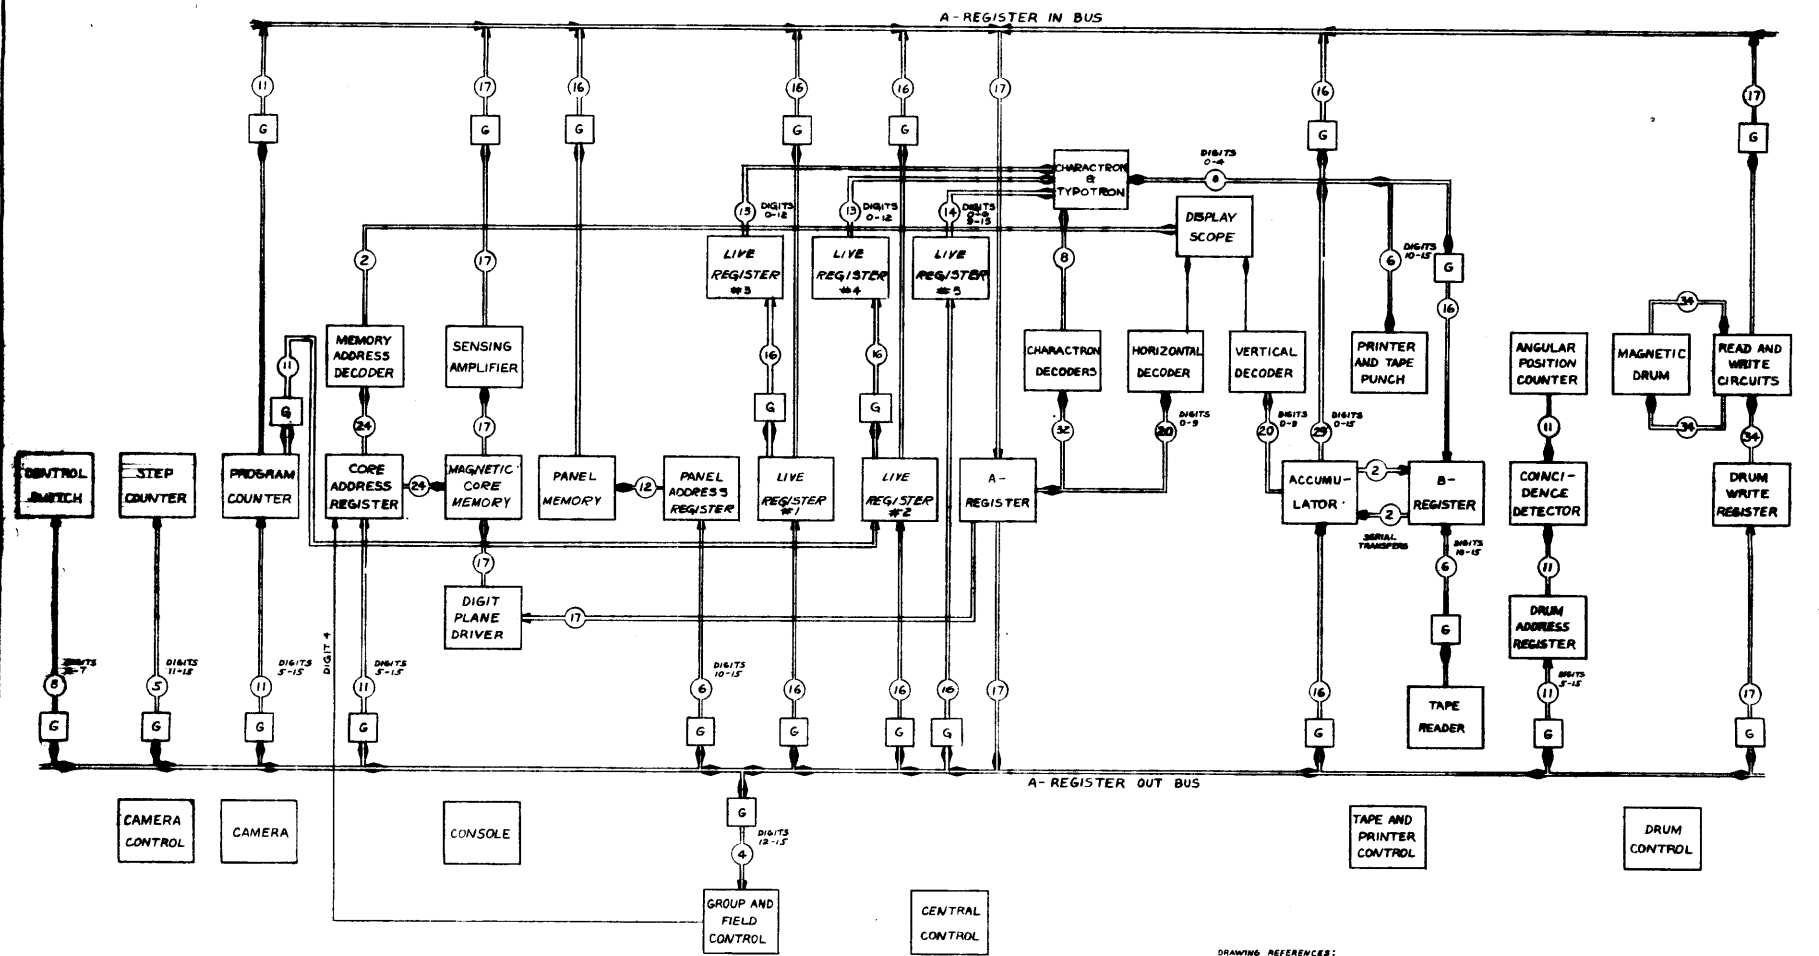 A-REGISTER IN BUS
11
17
16
16
16
17
16
17
G
G
G
G
G
G
G
CHARACTRON
&
TYPOTRON
DIGITS
0-4
8
13
DIGITS
0-12
13
DIGITS
0-12
14
DIGITS
DISPLAY
SCOPE
2
17
LIVE
REGISTER
#3
LIVE
REGISTER
#4
LIVE
REGISTER
#5
8
6
DIGITS
10-15
G
16
34
11
MEMORY
ADDRESS
DECODER
SENSING
AMPLIFIER
16
16
CHARACTRON
DECODERS
HORIZONTAL
DECODER
VERTICAL
DECODER
PRINTER
AND TAPE
PUNCH
ANGULAR
POSITION
COUNTER
MAGNETIC
DRUM
READ AND
WRITE
CIRCUITS
G
24
17
G
G
32
20
DIGITS
0-9
20
DIGITS
0-9
29
DIGITS
0-15
11
34
34
CONTROL
SWITCH
STEP
COUNTER
PROGRAM
COUNTER
CORE
ADDRESS
REGISTER
24
MAGNETIC
CORE
MEMORY
PANEL
MEMORY
12
PANEL
ADDRESS
REGISTER
LIVE
REGISTER
#1
LIVE
REGISTER
#2
A-
REGISTER
ACCUMU-
LATOR
2
2
SERIAL
TRANSFERS
B-
REGISTER
COINCI-
DENCE
DETECTOR
DRUM
WRITE
REGISTER
17
DIGITS
10-15
6
11
DIGIT
PLANE
DRIVER
17
G
DRUM
ADDRESS
REGISTER
DIGIT 4
DIGITS
8
DIGITS
11-15
5
DIGITS
5-15
11
DIGITS
5-15
11
DIGITS
10-15
6
16
16
16
17
16
TAPE
READER
DIGITS
5-15
11
17
G
G
G
G
G
G
G
G
G
G
G
A-REGISTER OUT BUS
CAMERA
CONTROL
CAMERA
CONSOLE
G
DIGITS
12-15
4
TAPE AND
PRINTER
CONTROL
DRUM
CONTROL
GROUP AND
FIELD
CONTROL
CENTRAL
CONTROL
DRAWING REFERENCES: